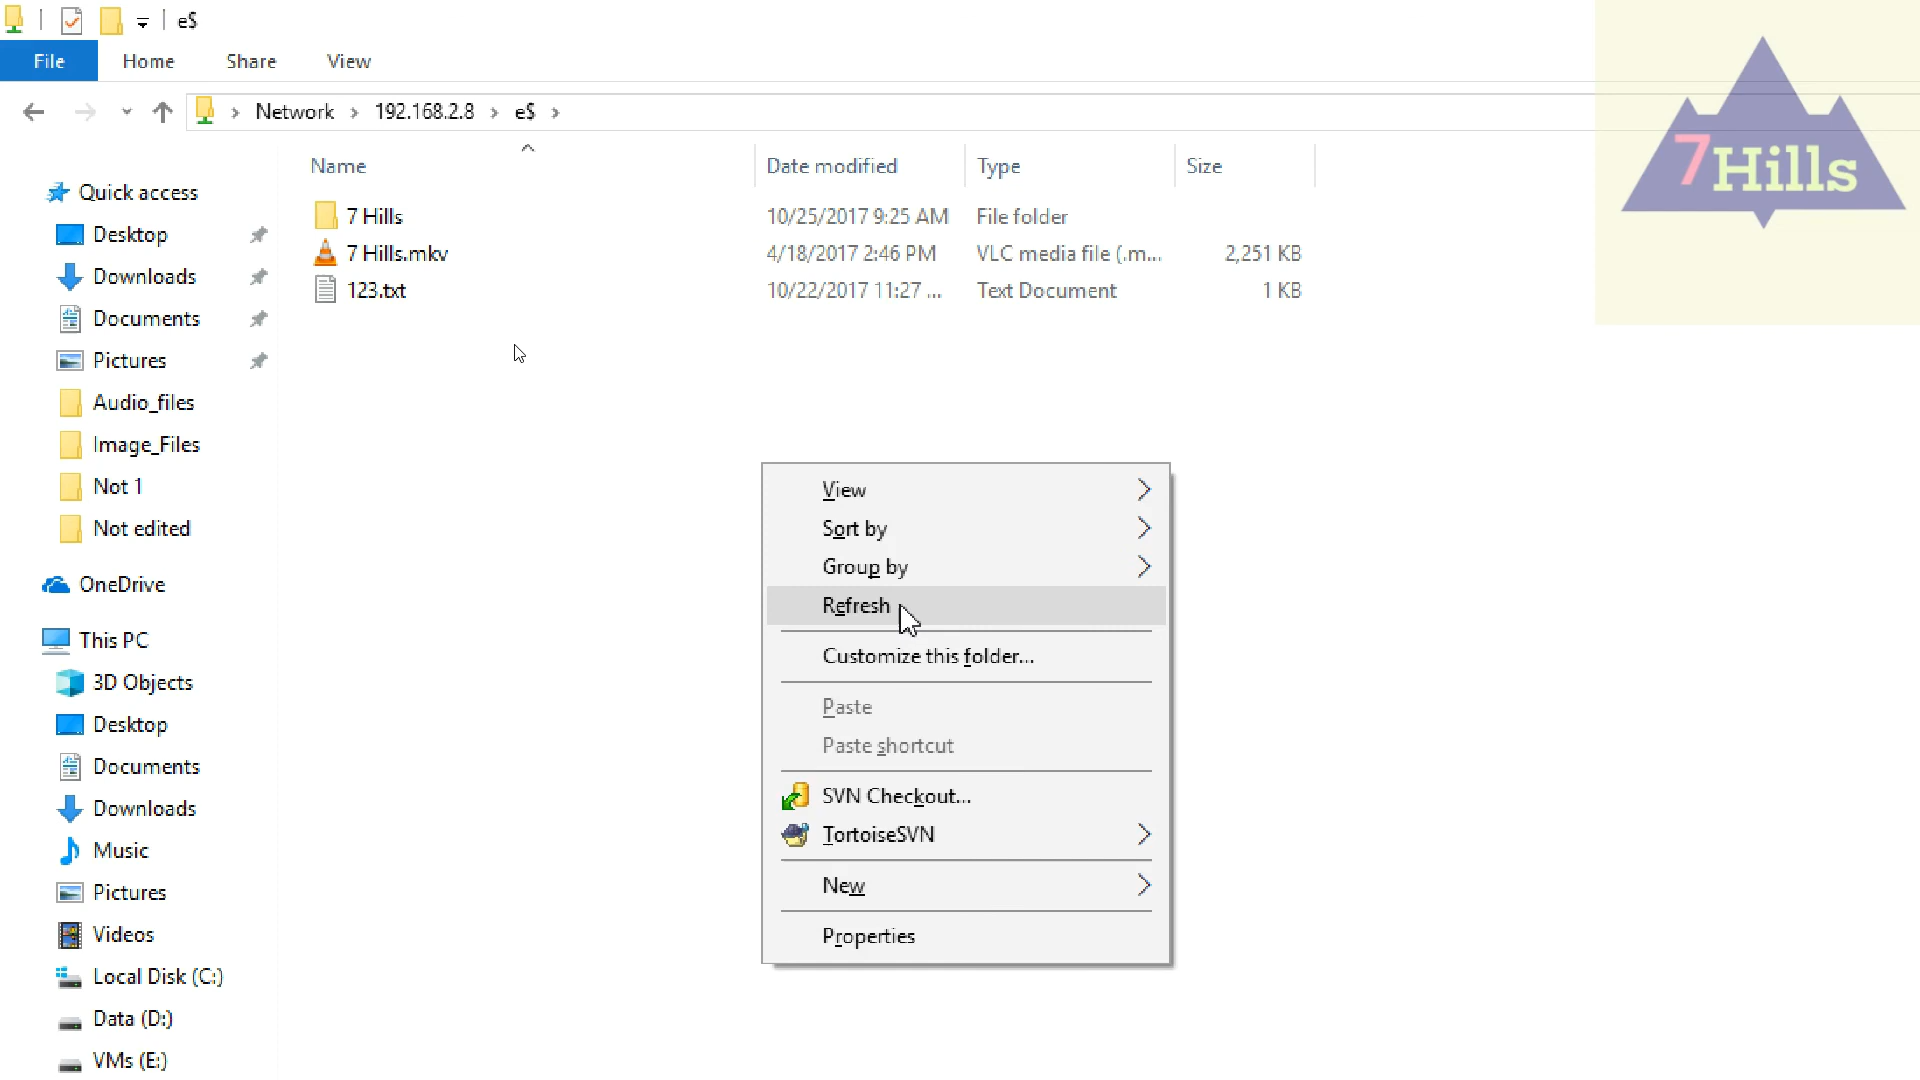 e$
File Home Share View
Network 192.168.2.8 e$
Name Date modified Type Size
7 Hills 10/25/2017 9:25 AM File folder
7 Hills.mkv 4/18/2017 2:46 PM VLC media file (.m... 2,251 KB
123.txt 10/22/2017 11:27 ... Text Document 1 KB
Quick access
Desktop
Downloads
Documents
Pictures
Audio_files
Image_Files
Not 1
Not edited
OneDrive
This PC
3D Objects
Desktop
Documents
Downloads
Music
Pictures
Videos
Local Disk (C:)
Data (D:)
VMs (E:)
View
Sort by
Group by
Refresh
Customize this folder...
Paste
Paste shortcut
SVN Checkout...
TortoiseSVN
New
Properties
7Hills